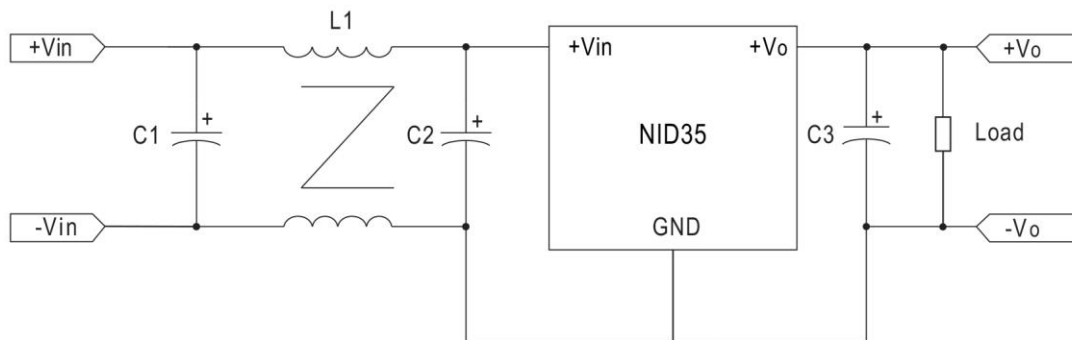 L1
+Vin
+Vin
+Vo
+Vo
+
+
+
C1
C2
NID35
C3
Load
-Vin
GND
-Vo